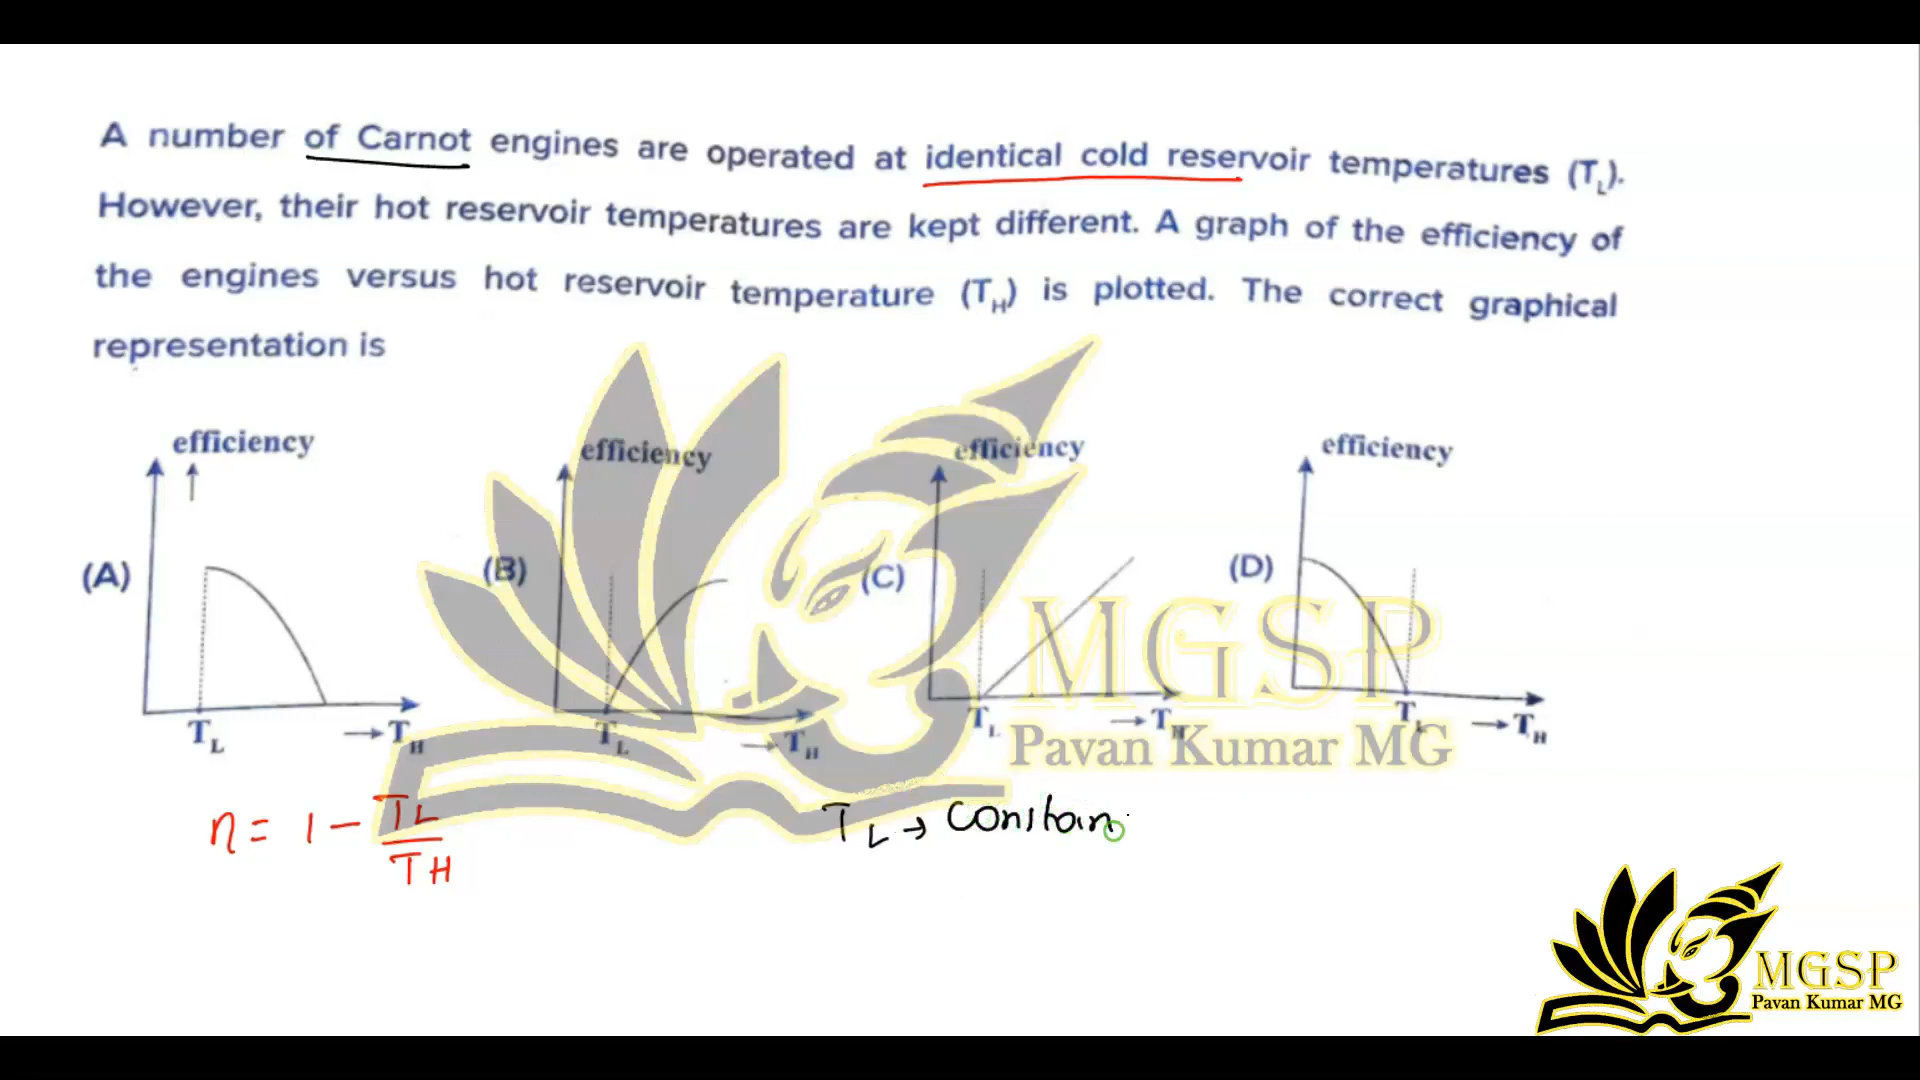 A number of Carnot engines are operated at identical cold reservoir temperatures (T_L).
However, their hot reservoir temperatures are kept different. A graph of the efficiency of
the engines versus hot reservoir temperature (T_H) is plotted. The correct graphical
representation is
efficiency
efficiency
efficiency
efficiency
(A)
(B)
(C)
(D)
T_L → T_H
T_L → T_H
T_L → T_H
T_L → T_H
MGSP
Pavan Kumar MG
η = 1 - T_L / T_H
T_L → constan
MGSP
Pavan Kumar MG